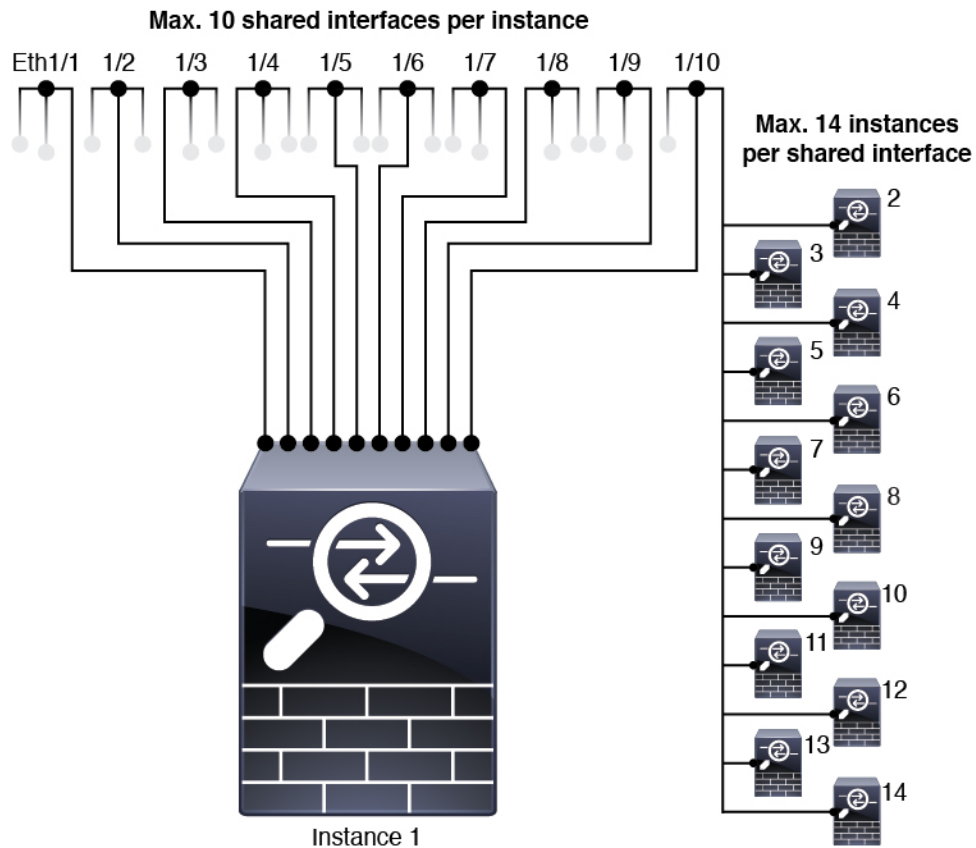 Max. 10 shared interfaces per instance
Eth1/1 1/2 1/3 1/4 1/5 1/6 1/7 1/8 1/9 1/10
Max. 14 instances
per shared interface
2
3
4
5
6
7
8
9
10
11
12
13
14
Instance 1